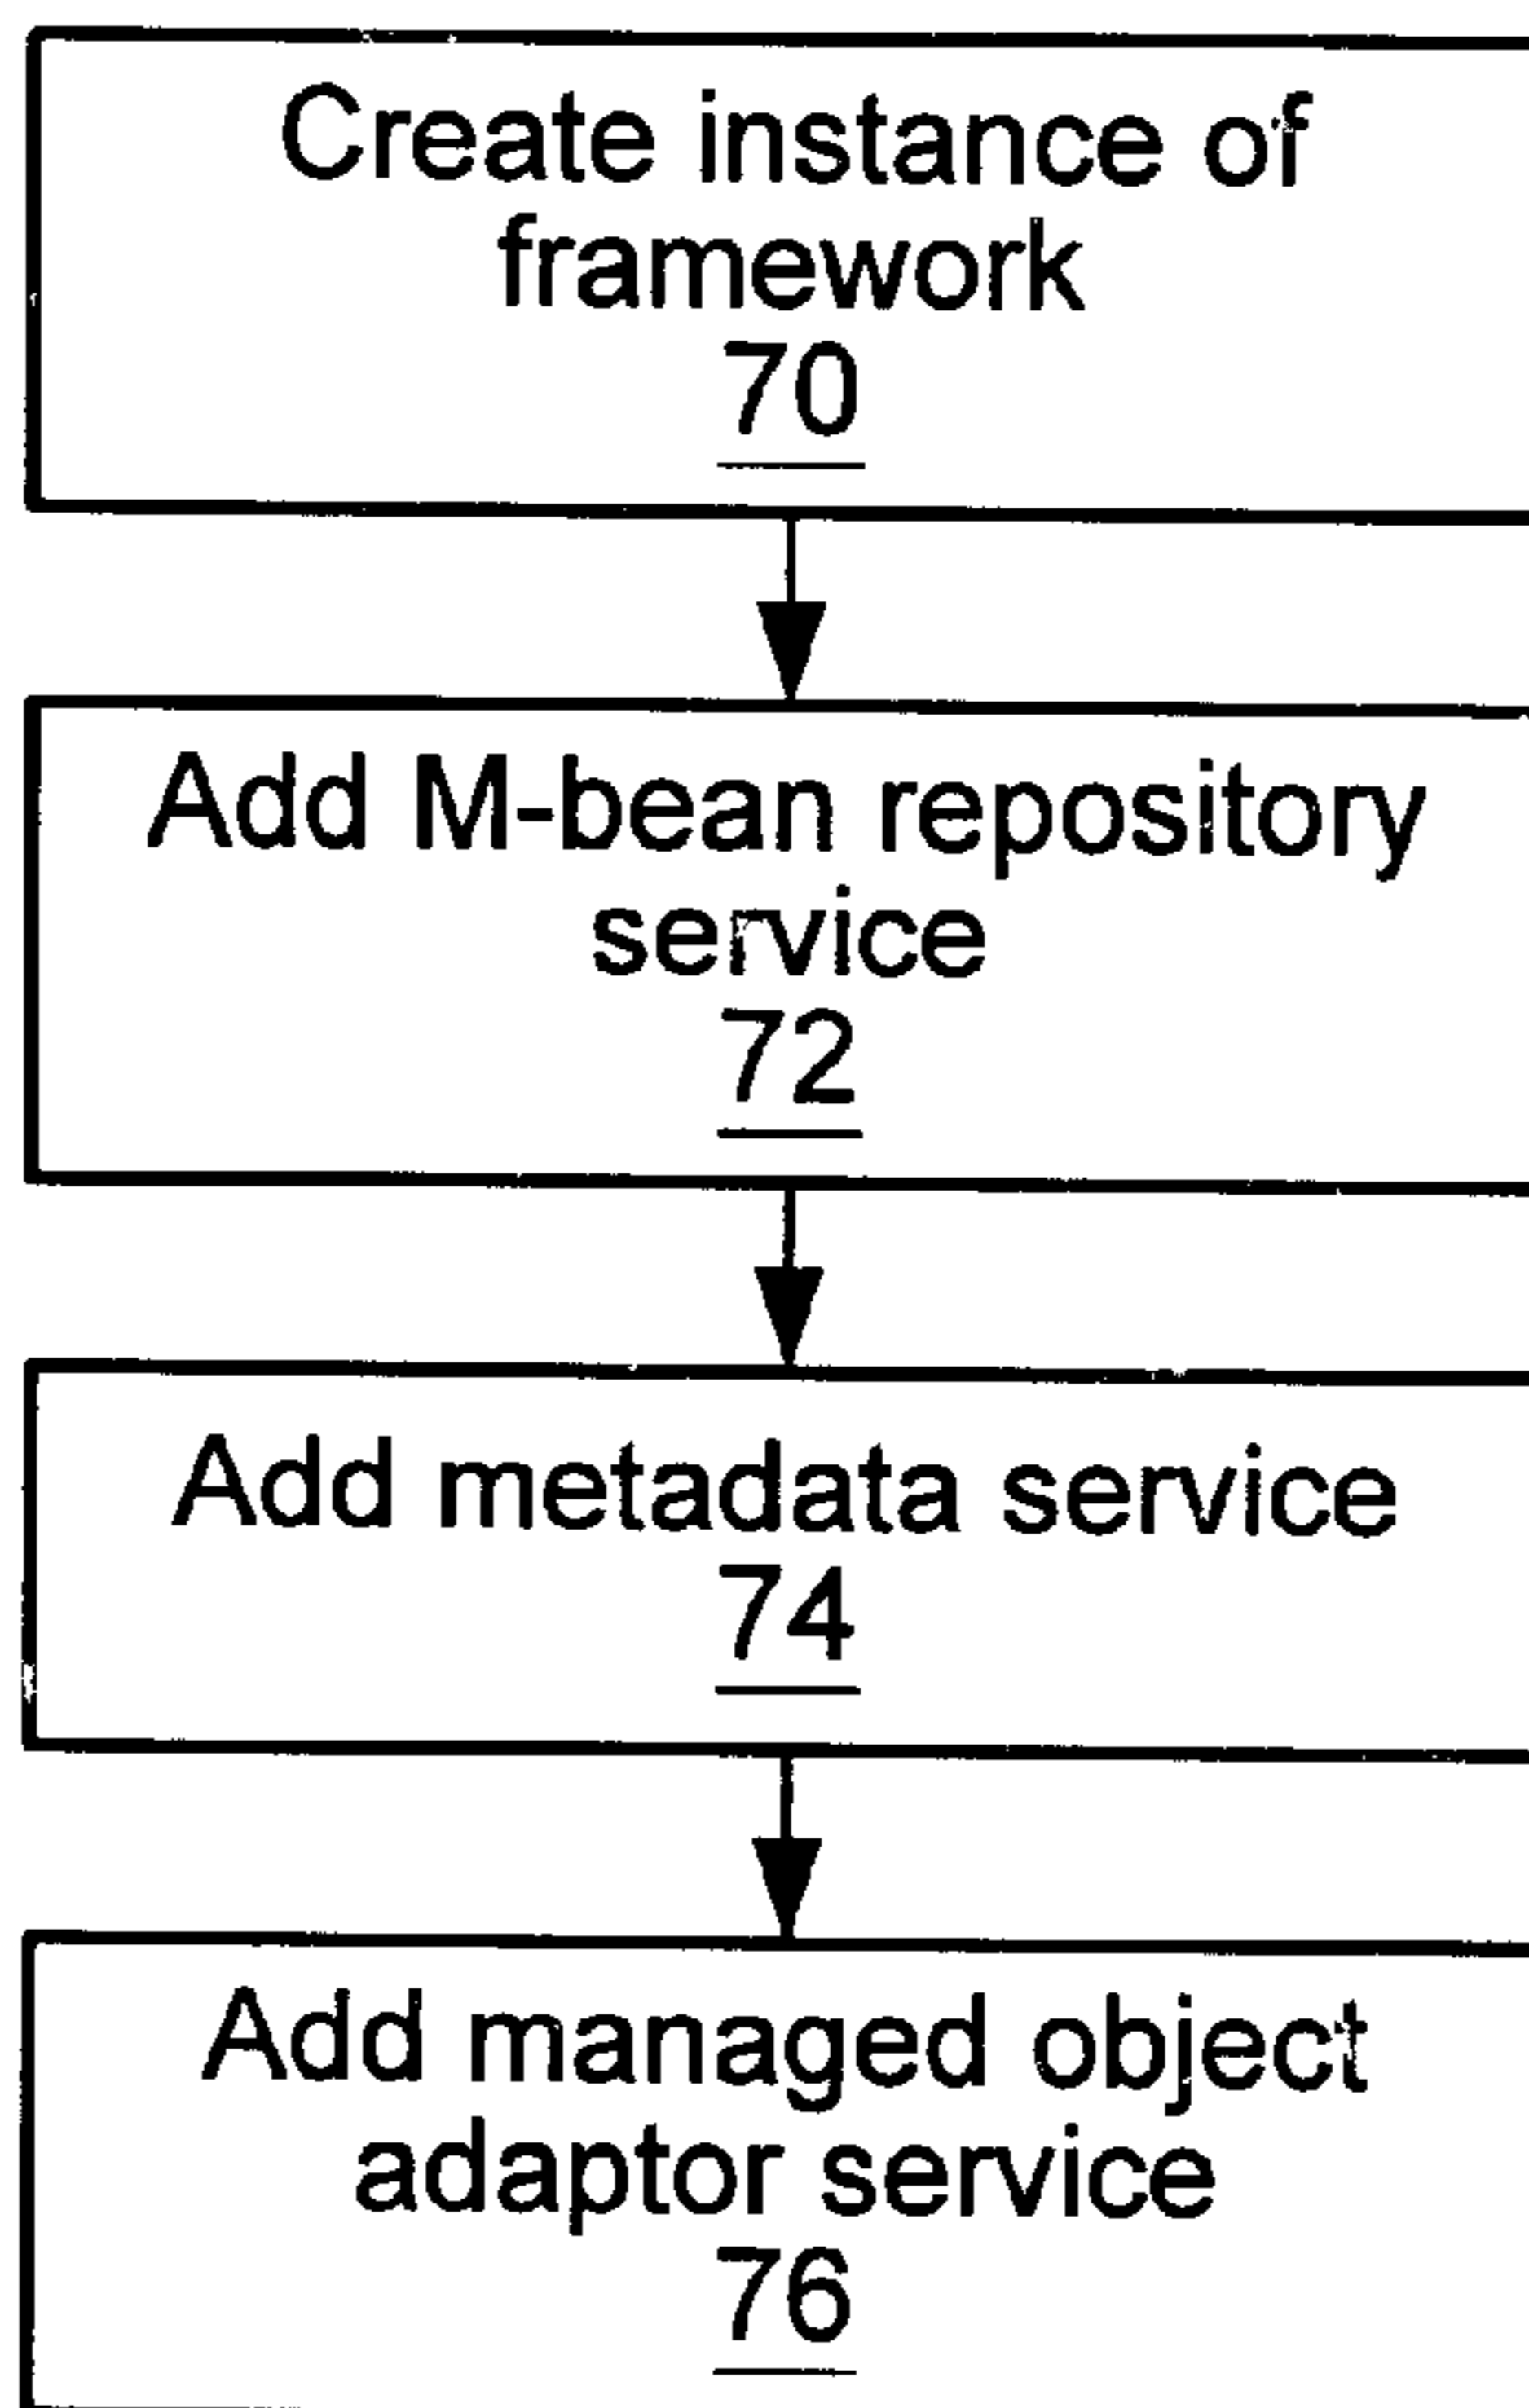 Create instance of
framework
70
Add M-bean repository
service
72
Add metadata service
74
Add managed object
adaptor service
76